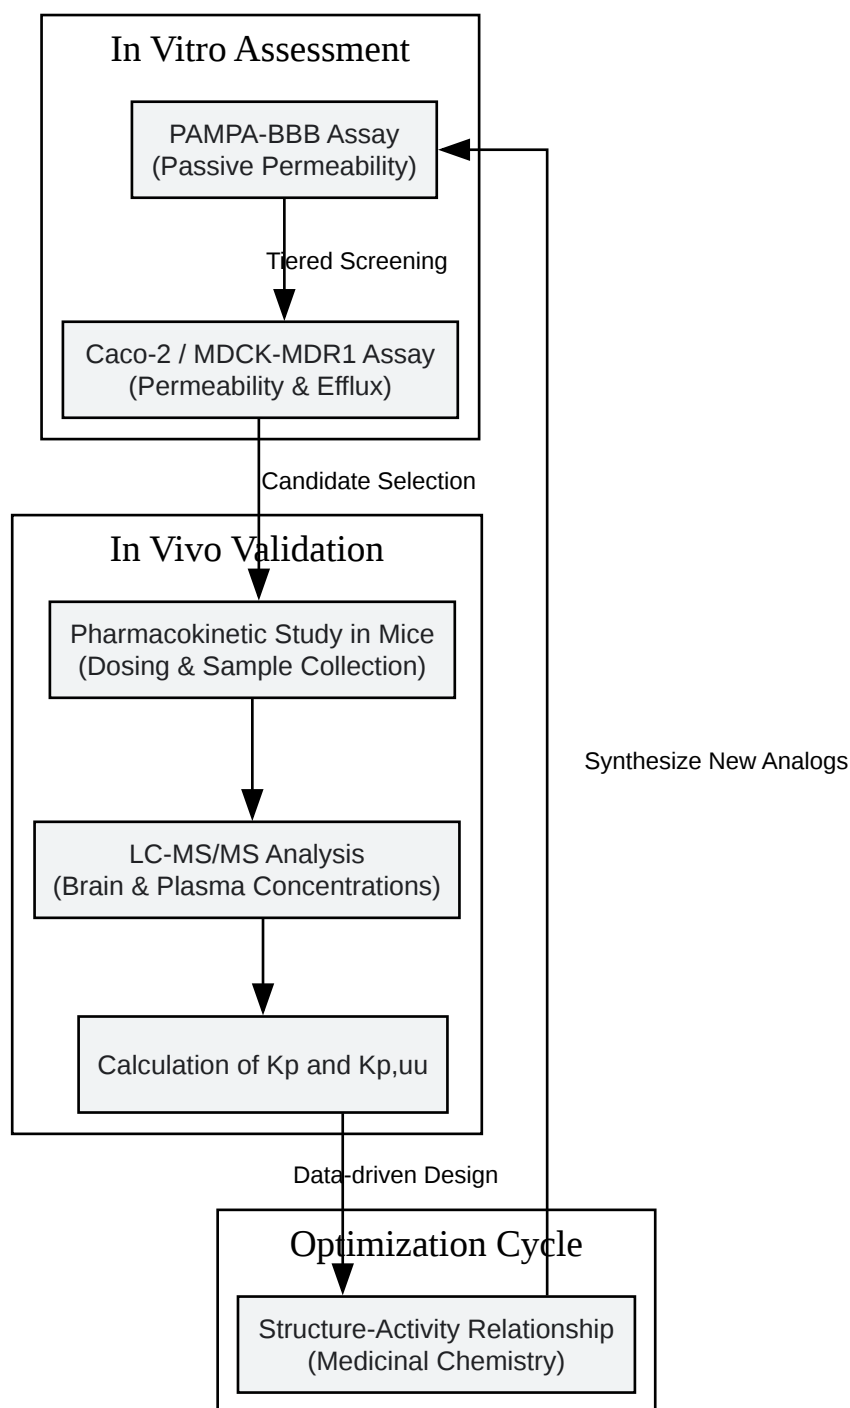 In Vitro Assessment
PAMPA-BBB Assay
(Passive Permeability)
Tiered Screening
Caco-2 / MDCK-MDR1 Assay
(Permeability & Efflux)
Candidate Selection
In Vivo Validation
Pharmacokinetic Study in Mice
(Dosing & Sample Collection)
Synthesize New Analogs
LC-MS/MS Analysis
(Brain & Plasma Concentrations)
Calculation of Kp and Kp,uu
Data-driven Design
Optimization Cycle
Structure-Activity Relationship
(Medicinal Chemistry)